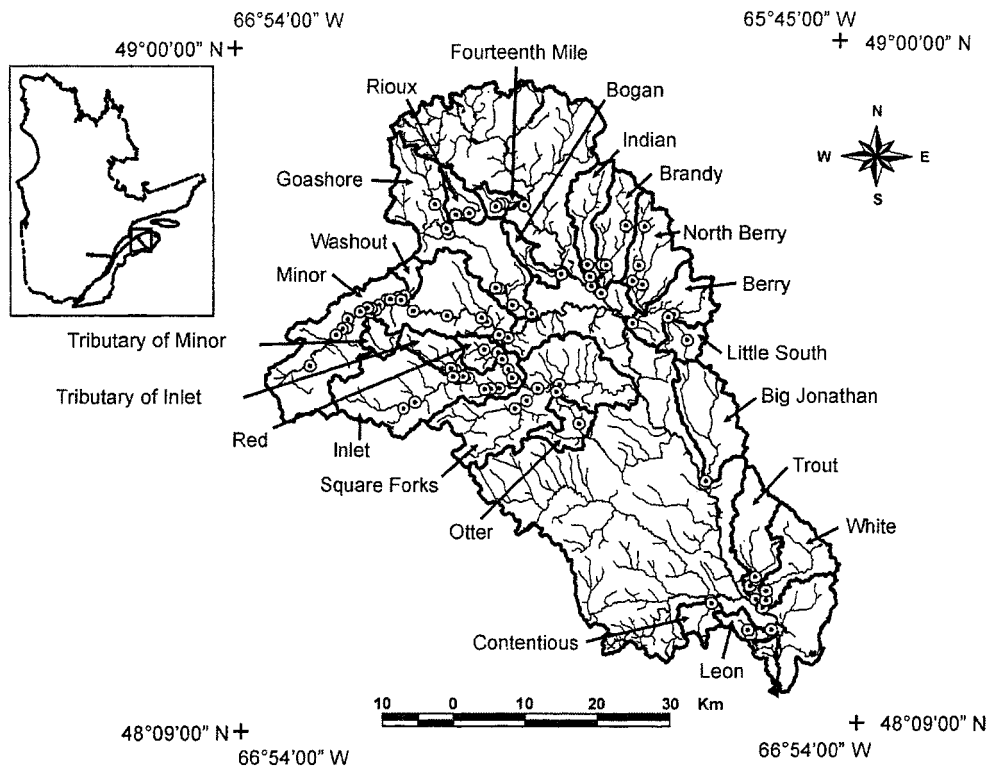 66°54'00" W
65°45'00" W
49°00'00" N
49°00'00" N
Fourteenth Mile
Rioux
Bogan
N
Indian
W
E
Goashore
Brandy
S
North Berry
Washout
Minor
Berry
Tributary of Minor
Little South
Tributary of Inlet
Big Jonathan
Red
Inlet
Trout
Square Forks
White
Otter
Contentious
Leon
10 0 10 20 30 Km
48°09'00" N
48°09'00" N
66°54'00" W
66°54'00" W